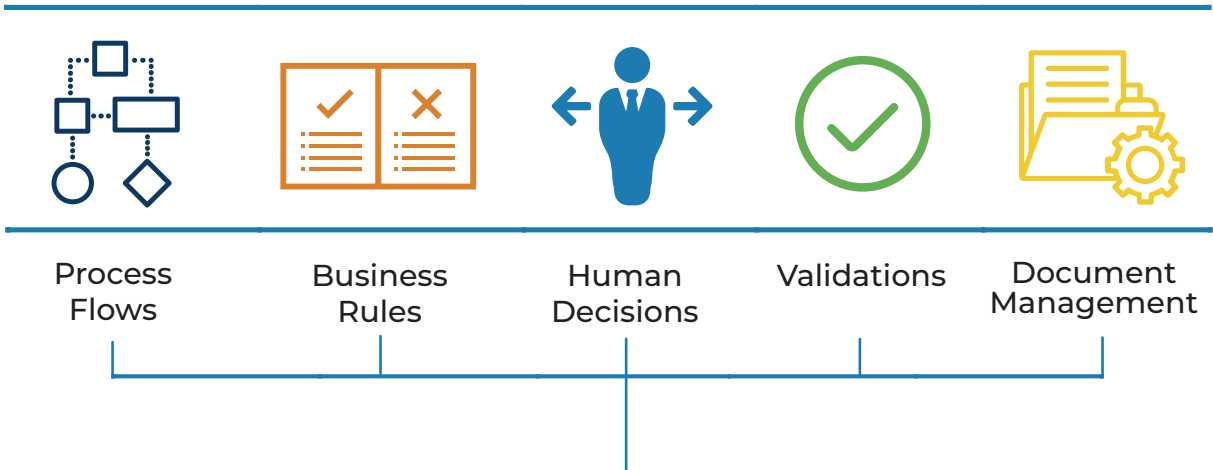 Process
Flows
Business
Rules
Human
Decisions
Validations
Document
Management